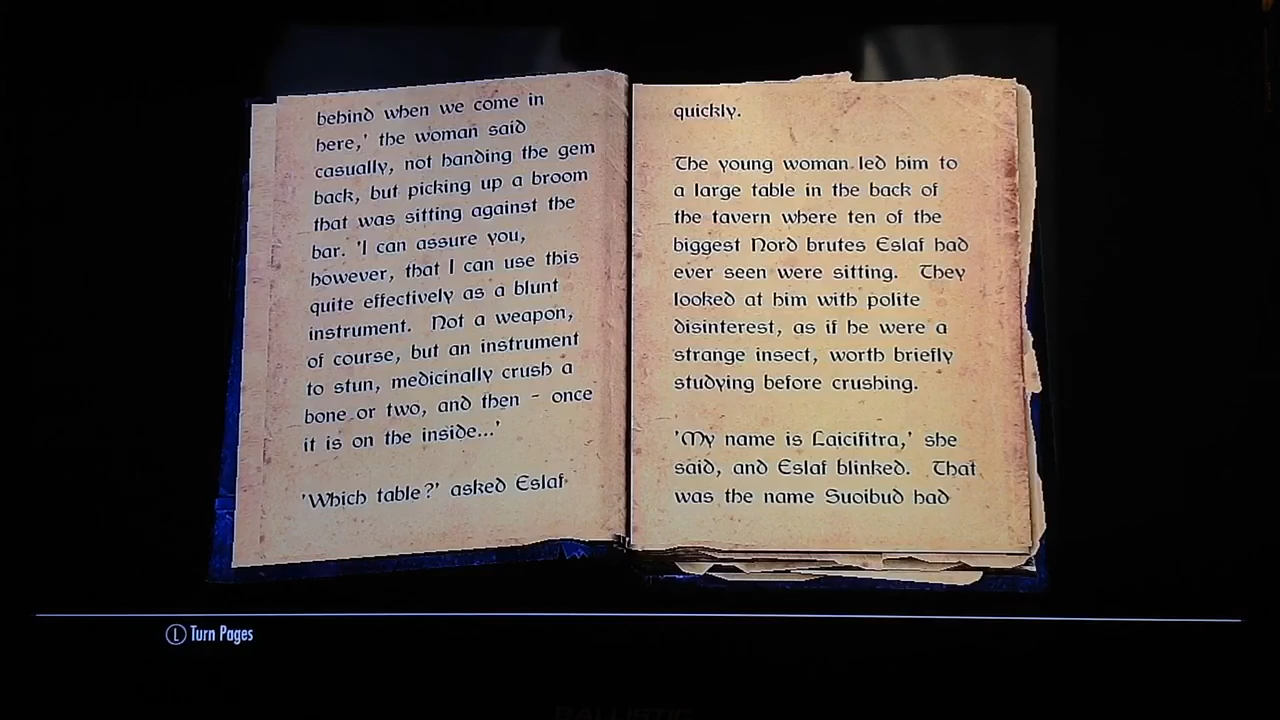 behind when we come in
here,' the woman said
casually, not handing the gem
back, but picking up a broom
that was sitting against the
bar. 'I can assure you,
however, that I can use this
quite effectively as a blunt
instrument. Not a weapon,
of course, but an instrument
to stun, medicinally crush a
bone or two, and then - once
it is on the inside...'
'Which table?' asked Eslaf
quickly.
The young woman led him to
a large table in the back of
the tavern where ten of the
biggest Nord brutes Eslaf had
ever seen were sitting. They
looked at him with polite
disinterest, as if he were a
strange insect, worth briefly
studying before crushing.
'My name is Laicifitra,' she
said, and Eslaf blinked. That
was the name Suoibud had
L Turn Pages